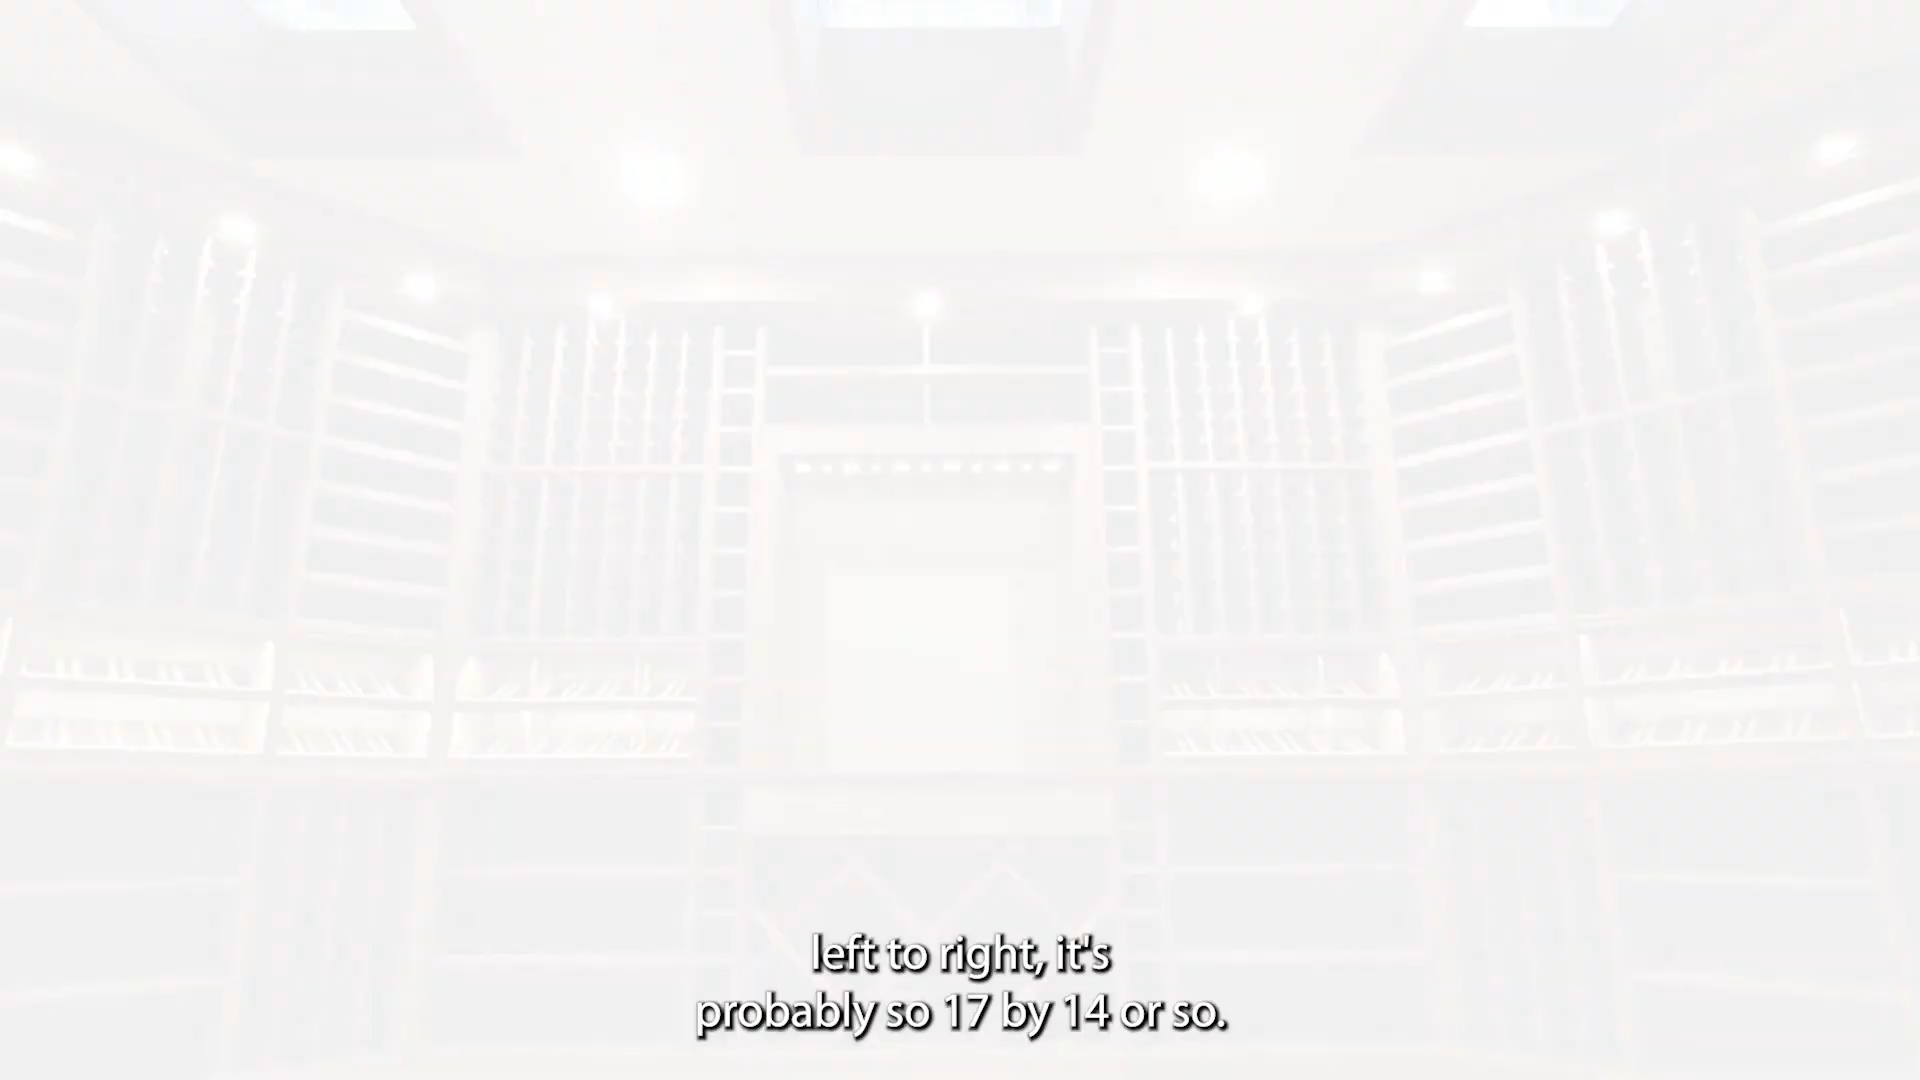 left to right, it's
probably so 17 by 14 or so.